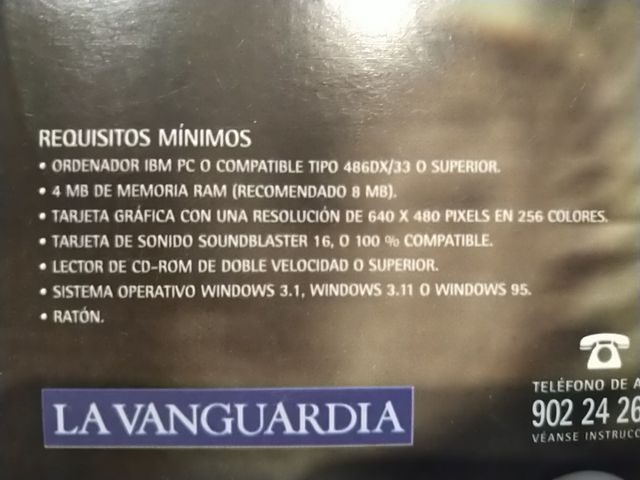 REQUISITOS MÍNIMOS
• ORDENADOR IBM PC O COMPATIBLE TIPO 486DX/33 O SUPERIOR.
• 4 MB DE MEMORIA RAM (RECOMENDADO 8 MB).
• TARJETA GRÁFICA CON UNA RESOLUCIÓN DE 640 X 480 PIXELS EN 256 COLORES.
• TARJETA DE SONIDO SOUNDBLASTER 16, O 100 % COMPATIBLE.
• LECTOR DE CD-ROM DE DOBLE VELOCIDAD O SUPERIOR.
• SISTEMA OPERATIVO WINDOWS 3.1, WINDOWS 3.11 O WINDOWS 95.
• RATÓN.
TELÉFONO DE A
902 24 26
VÉANSE INSTRUCC
LA VANGUARDIA